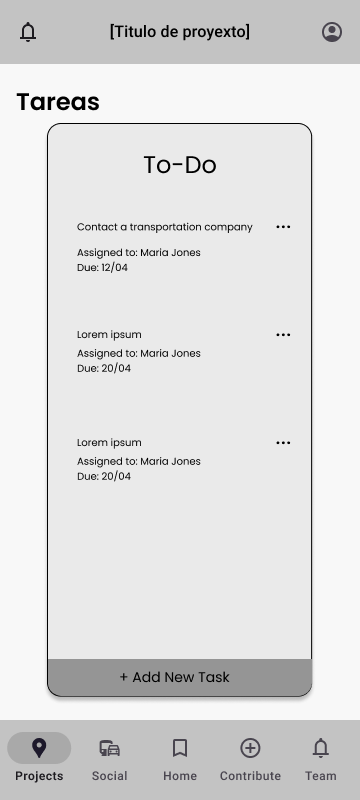 [Titulo de proyexto]
Tareas
To-Do
Contact a transportation company
Assigned to: Maria Jones
Due: 12/04
Lorem ipsum
Assigned to: Maria Jones
Due: 20/04
Lorem ipsum
Assigned to: Maria Jones
Due: 20/04
+ Add New Task
Projects Social Home Contribute Team